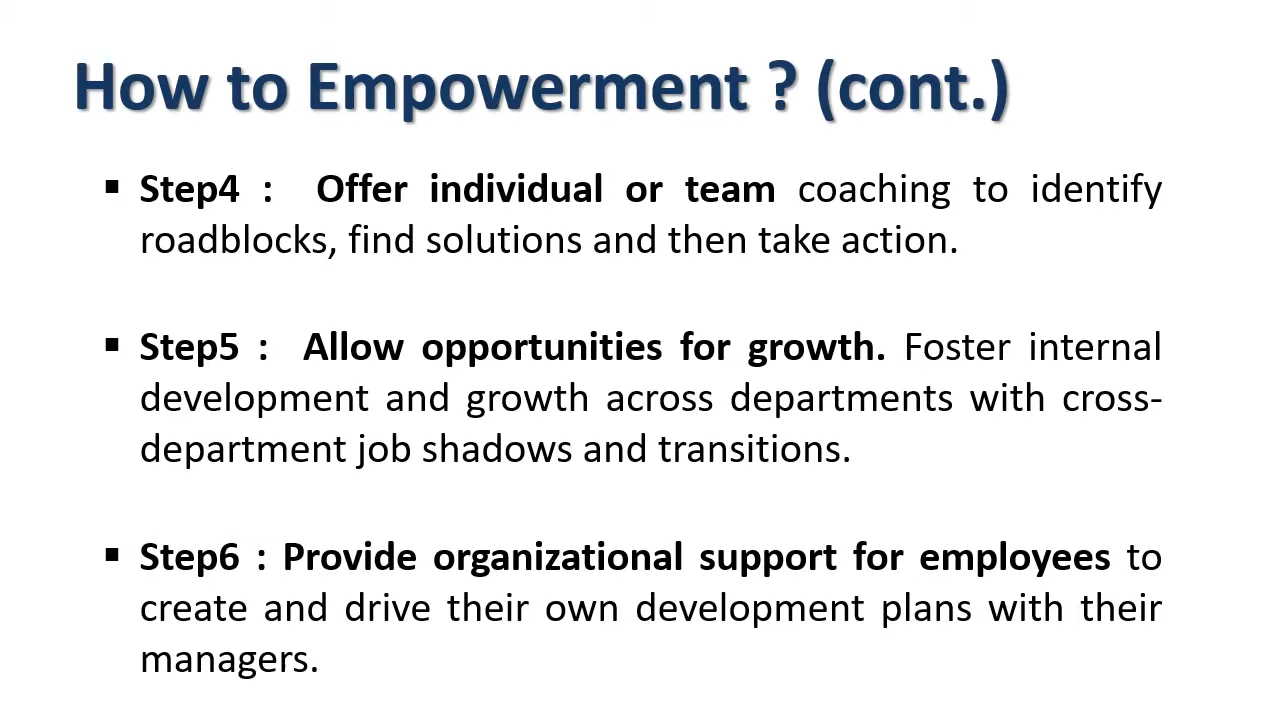 How to Empowerment ? (cont.)
▪ Step4 : Offer individual or team coaching to identify
roadblocks, find solutions and then take action.
▪ Step5 : Allow opportunities for growth. Foster internal
development and growth across departments with cross-
department job shadows and transitions.
▪ Step6 : Provide organizational support for employees to
create and drive their own development plans with their
managers.